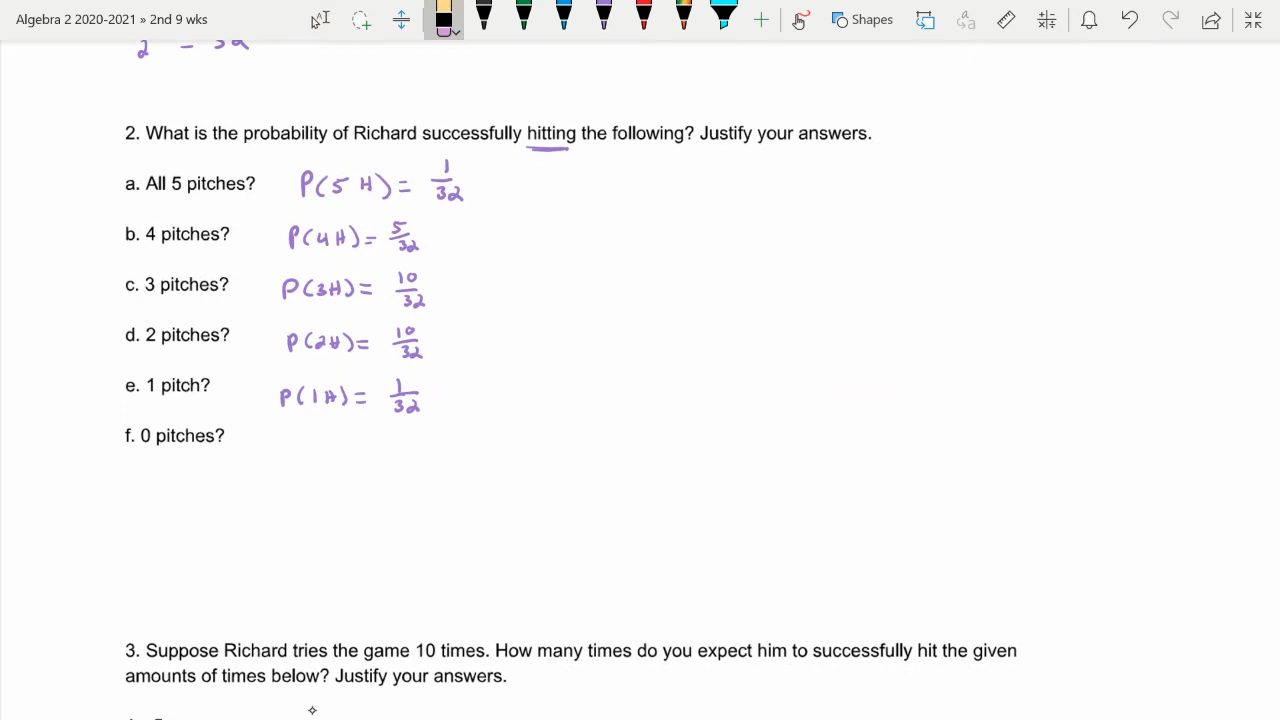 Algebra 2 2020-2021 » 2nd 9 wks
Shapes
2 = 32
2. What is the probability of Richard successfully hitting the following? Justify your answers.
a. All 5 pitches? P(5 H) = 1/32
b. 4 pitches? P(4H) = 5/32
c. 3 pitches? P(3H) = 10/32
d. 2 pitches? P(2H) = 10/32
e. 1 pitch? P(1H) = 1/32
f. 0 pitches?
3. Suppose Richard tries the game 10 times. How many times do you expect him to successfully hit the given
amounts of times below? Justify your answers.